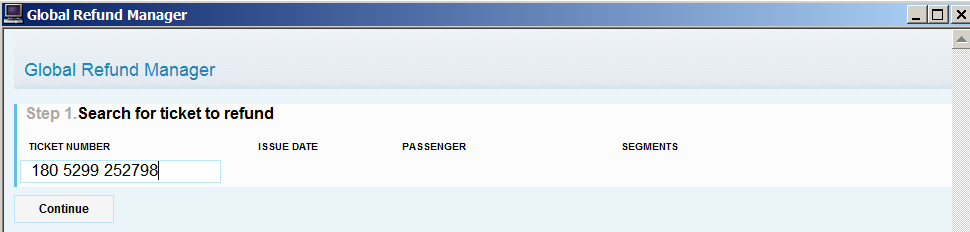 Global Refund Manager
Global Refund Manager
Step 1.Search for ticket to refund
TICKET NUMBER ISSUE DATE PASSENGER SEGMENTS
180 5299 252798
Continue